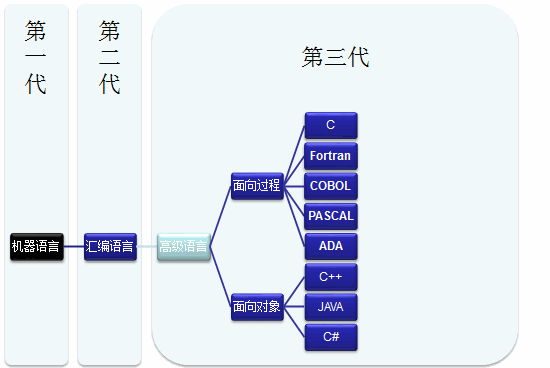 第一代
第二代
第三代
机器语言
汇编语言
高级语言
面向过程
C
Fortran
COBOL
PASCAL
ADA
面向对象
C++
JAVA
C#